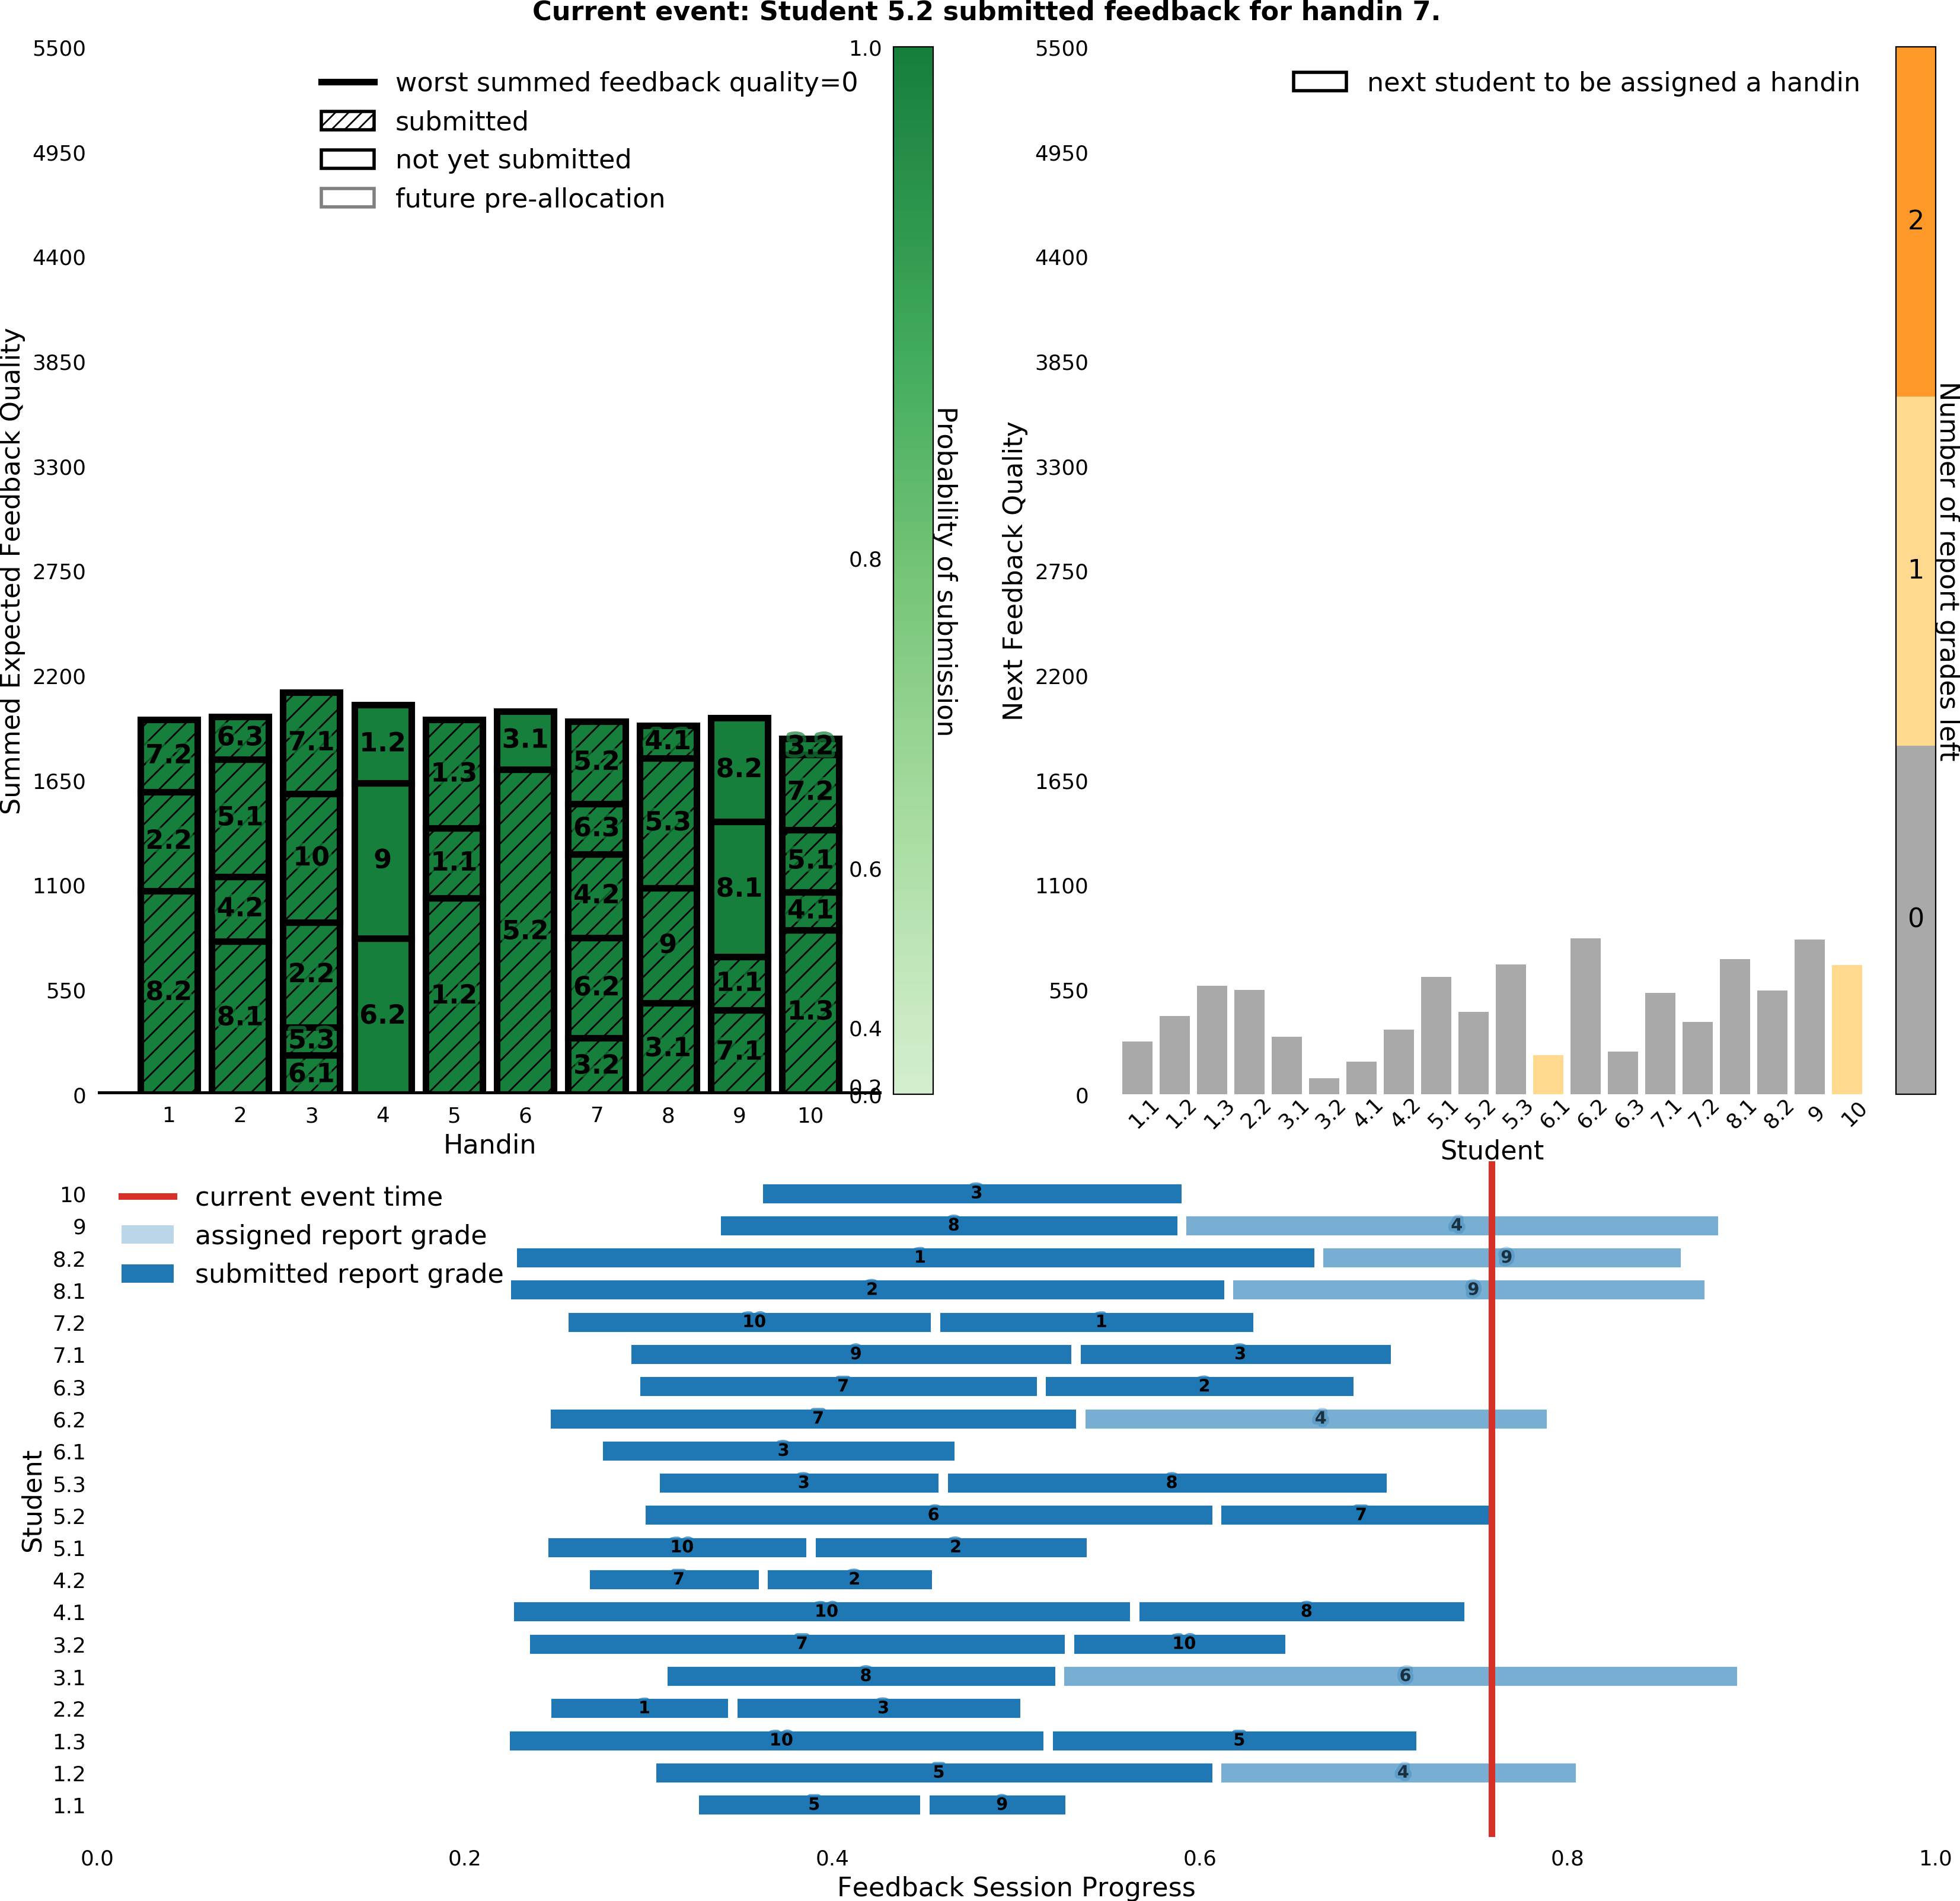 Current event: Student 5.2 submitted feedback for handin 7.
Summed Expected Feedback Quality
5500
4950
4400
3850
3300
2750
2200
1650
1100
550
0
worst summed feedback quality=0
submitted
not yet submitted
future pre-allocation
7.2
2.2
8.2
6.3
5.1
4.2
8.1
7.1
10
2.2
5.3
6.1
1.2
9
6.2
1.3
1.1
1.2
3.1
5.2
5.2
6.3
4.2
6.2
3.2
4.1
5.3
9
3.1
8.2
8.1
1.1
7.1
3.2
7.2
5.1
4.1
1.3
1 2 3 4 5 6 7 8 9 10
Handin
1.0
0.8
0.6
0.4
0.2
0.0
Probability of submission
Next Feedback Quality
5500
4950
4400
3850
3300
2750
2200
1650
1100
550
0
next student to be assigned a handin
1.1 1.2 1.3 2.2 3.1 3.2 4.1 4.2 5.1 5.2 5.3 6.1 6.2 6.3 7.1 7.2 8.1 8.2 9 10
Student
2
1
0
Number of report grades left
current event time
assigned report grade
submitted report grade
Student
10 3
9 8 4
8.2 1 9
8.1 2 9
7.2 10 1
7.1 9 3
6.3 7 2
6.2 7 4
6.1 3
5.3 3 8
5.2 6 7
5.1 10 2
4.2 7 2
4.1 10 8
3.2 7 10
3.1 8 6
2.2 1 3
1.3 10 5
1.2 5 4
1.1 5 9
0.0 0.2 0.4 0.6 0.8 1.0
Feedback Session Progress